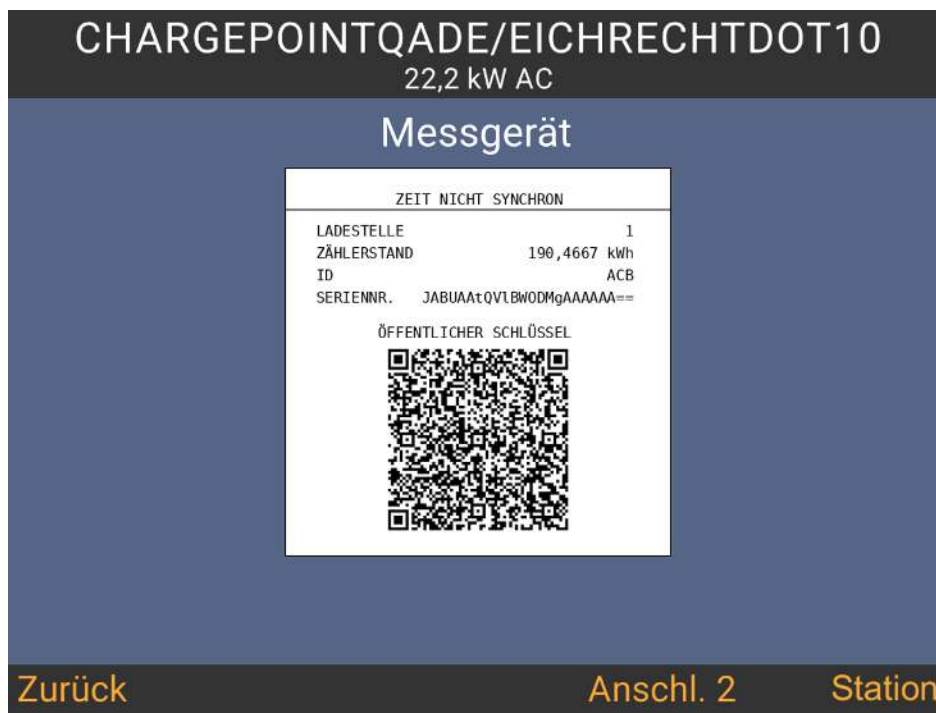 CHARGEPOINTQADE/EICHRECHTDOT10
22,2 kW AC
Messgerät
ZEIT NICHT SYNCHRON
LADESTELLE 1
ZÄHLERSTAND 190,4667 kWh
ID ACB
SERIENNR. JABUAAtQVlBWODMgAAAAAA==
ÖFFENTLICHER SCHLÜSSEL
Zurück Anschl. 2 Station